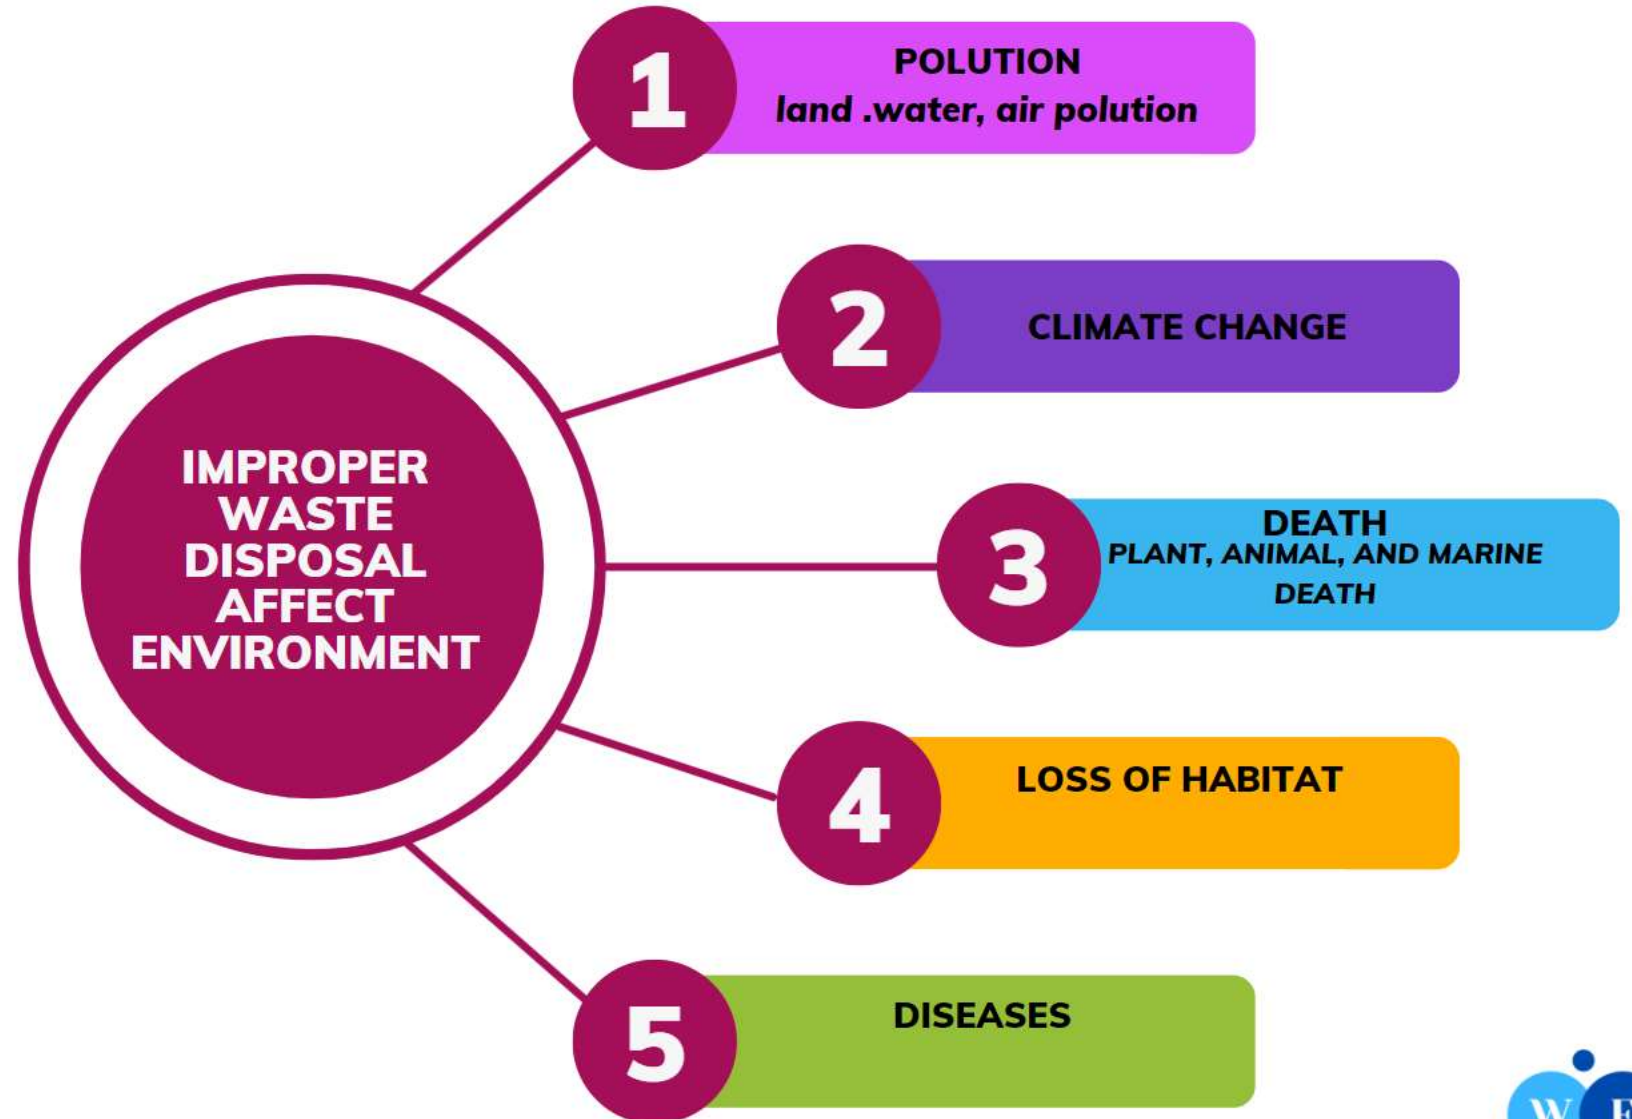 IMPROPER
WASTE
DISPOSAL
AFFECT
ENVIRONMENT
1
POLUTION
land .water, air polution
2
CLIMATE CHANGE
3
DEATH
PLANT, ANIMAL, AND MARINE
DEATH
4
LOSS OF HABITAT
5
DISEASES
W E